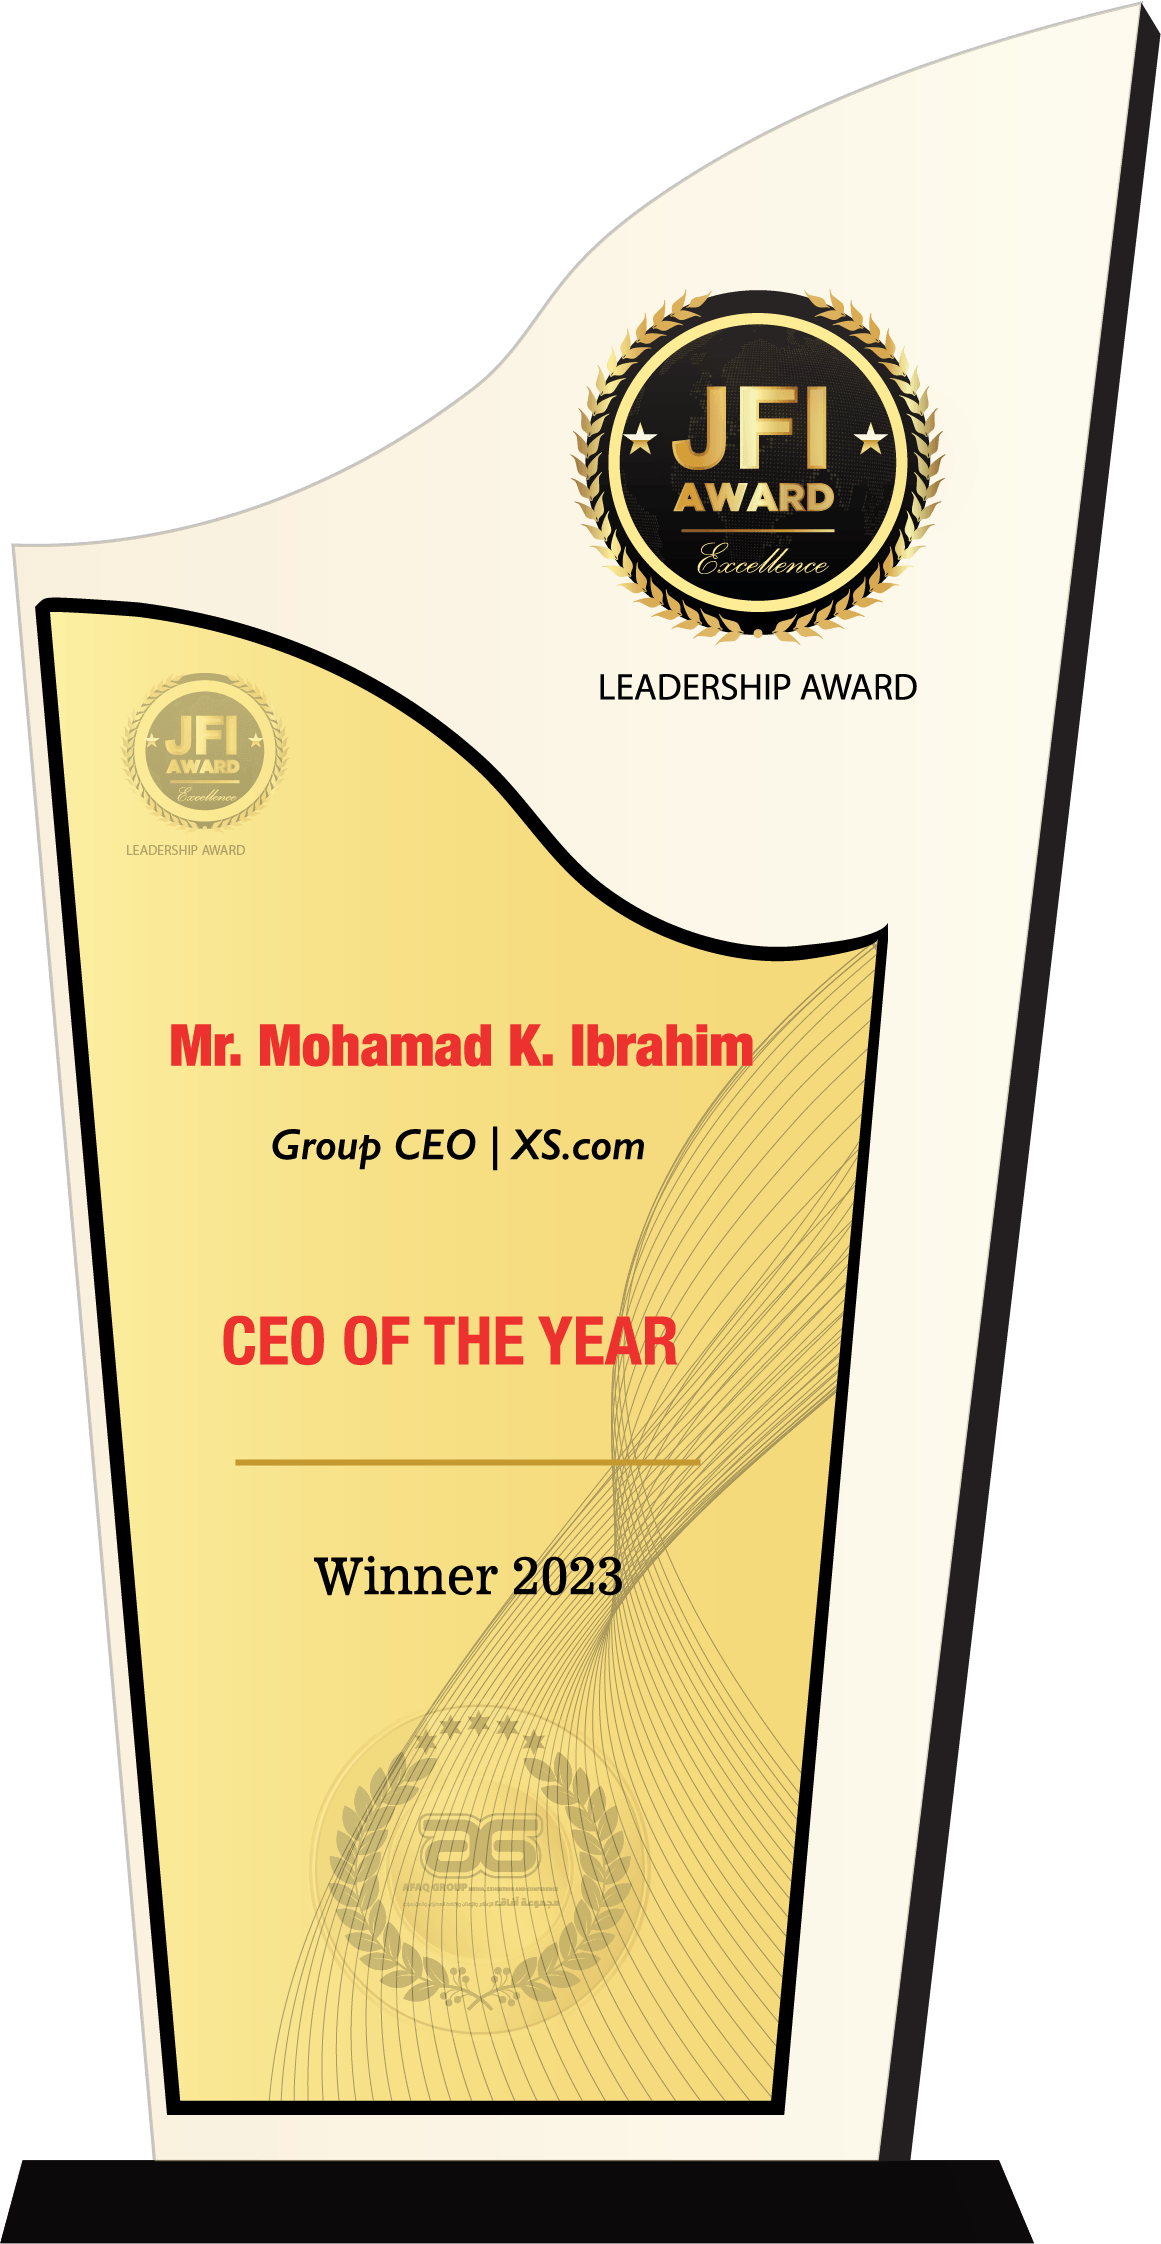 JFI
AWARD
Excellence
LEADERSHIP AWARD
JFI
AWARD
Excellence
LEADERSHIP AWARD
Mr. Mohamad K. Ibrahim
Group CEO | XS.com
CEO OF THE YEAR
Winner 2023
AG
AFAQ GROUP
مجموعة آفاق